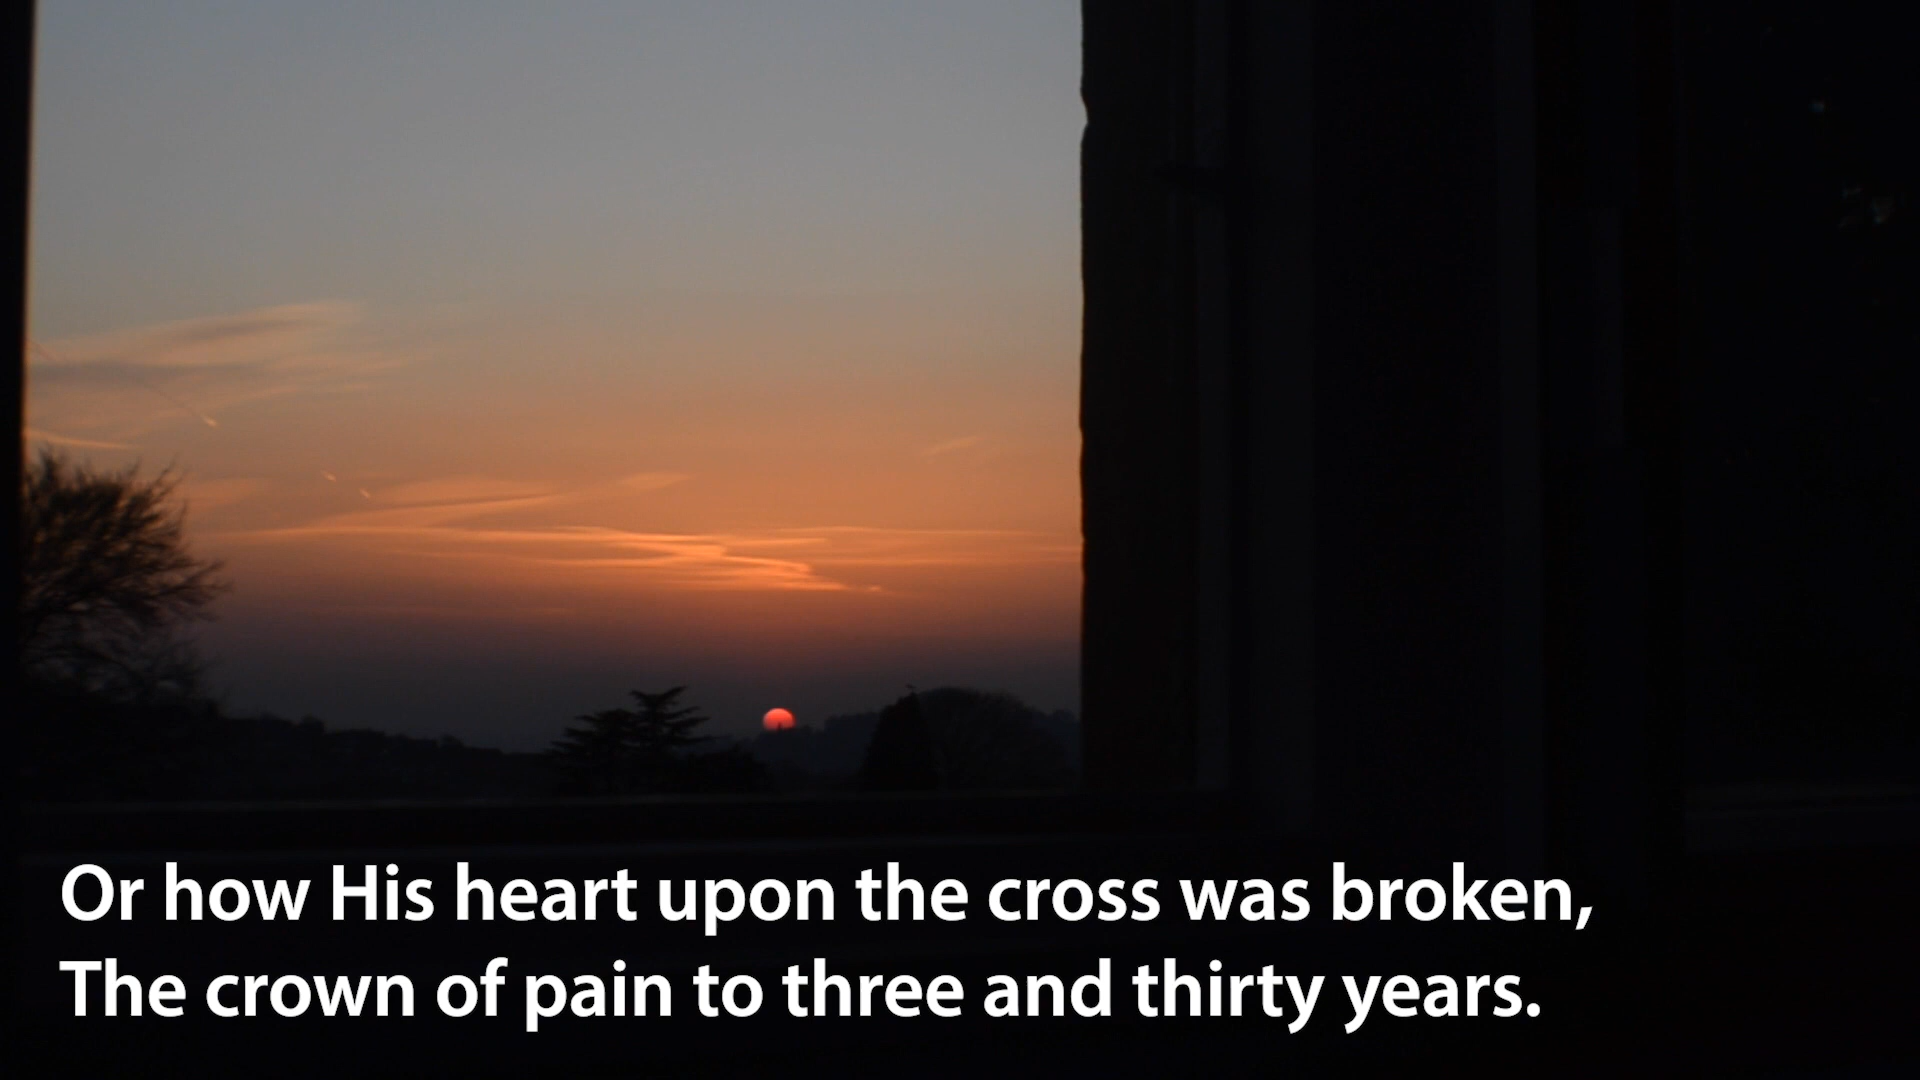 Or how His heart upon the cross was broken,
The crown of pain to three and thirty years.